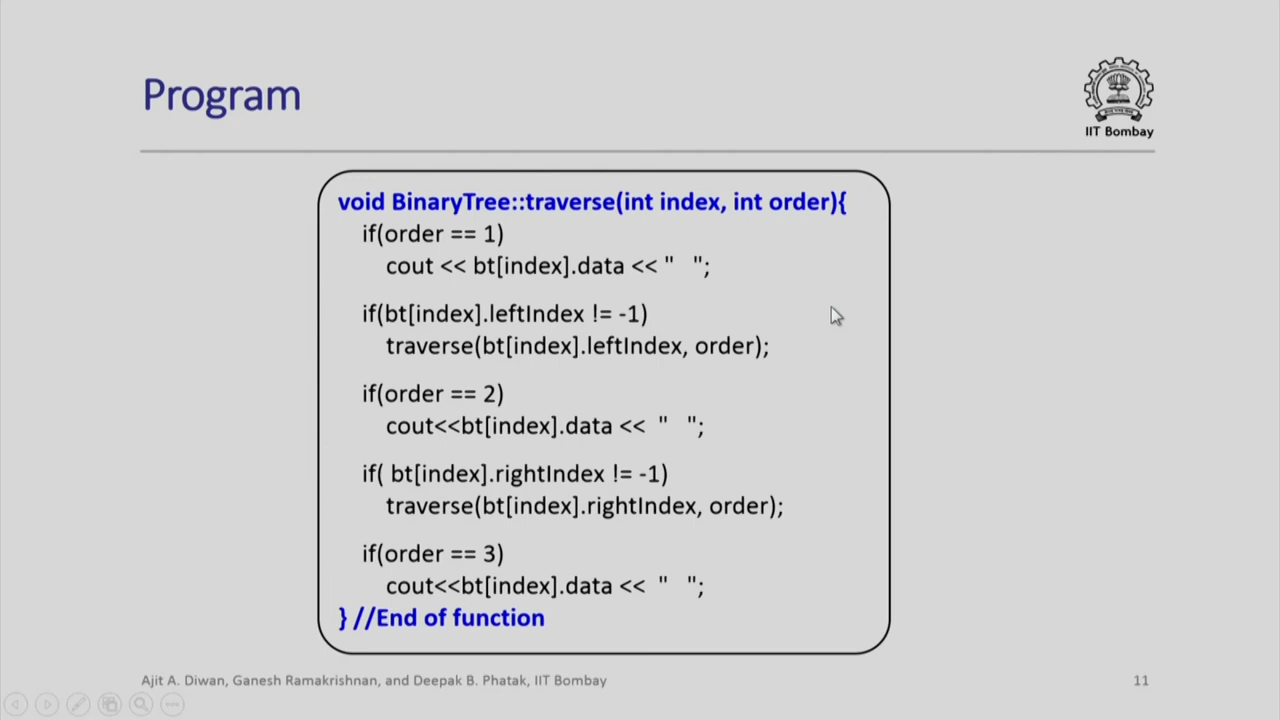 Program
IIT Bombay
void BinaryTree::traverse(int index, int order){
if(order == 1)
cout << bt[index].data << "   ";
if(bt[index].leftIndex != -1)
traverse(bt[index].leftIndex, order);
if(order == 2)
cout<<bt[index].data <<  "   ";
if( bt[index].rightIndex != -1)
traverse(bt[index].rightIndex, order);
if(order == 3)
cout<<bt[index].data <<  "   ";
} //End of function
Ajit A. Diwan, Ganesh Ramakrishnan, and Deepak B. Phatak, IIT Bombay
11